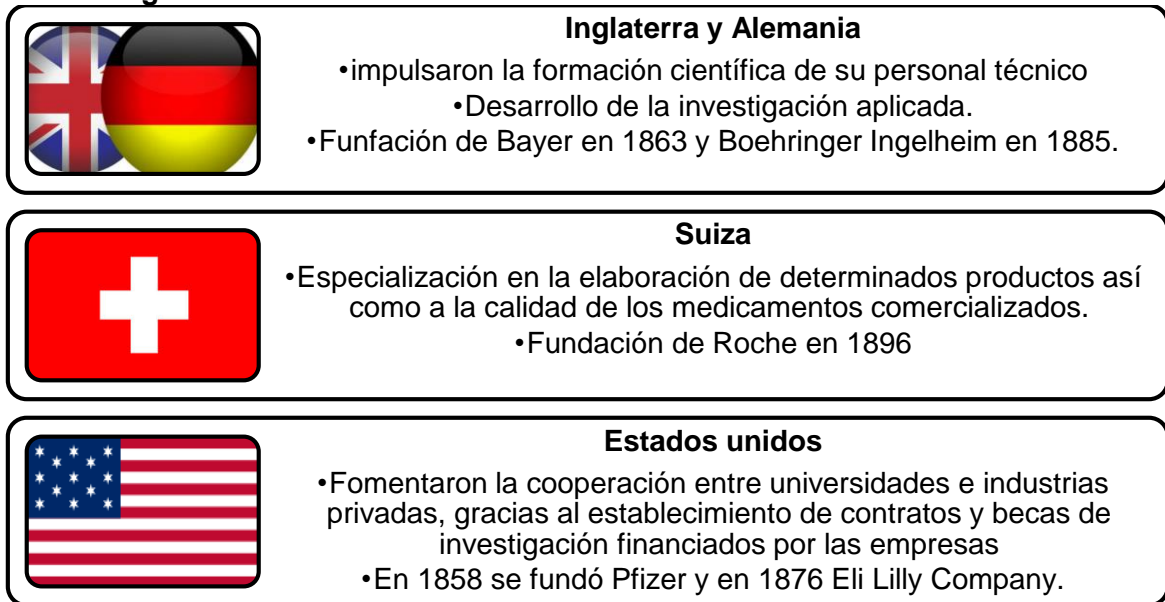 Inglaterra y Alemania
•impulsaron la formación científica de su personal técnico
•Desarrollo de la investigación aplicada.
•Funfación de Bayer en 1863 y Boehringer Ingelheim en 1885.
Suiza
•Especialización en la elaboración de determinados productos así
como a la calidad de los medicamentos comercializados.
•Fundación de Roche en 1896
Estados unidos
•Fomentaron la cooperación entre universidades e industrias
privadas, gracias al establecimiento de contratos y becas de
investigación financiados por las empresas
•En 1858 se fundó Pfizer y en 1876 Eli Lilly Company.